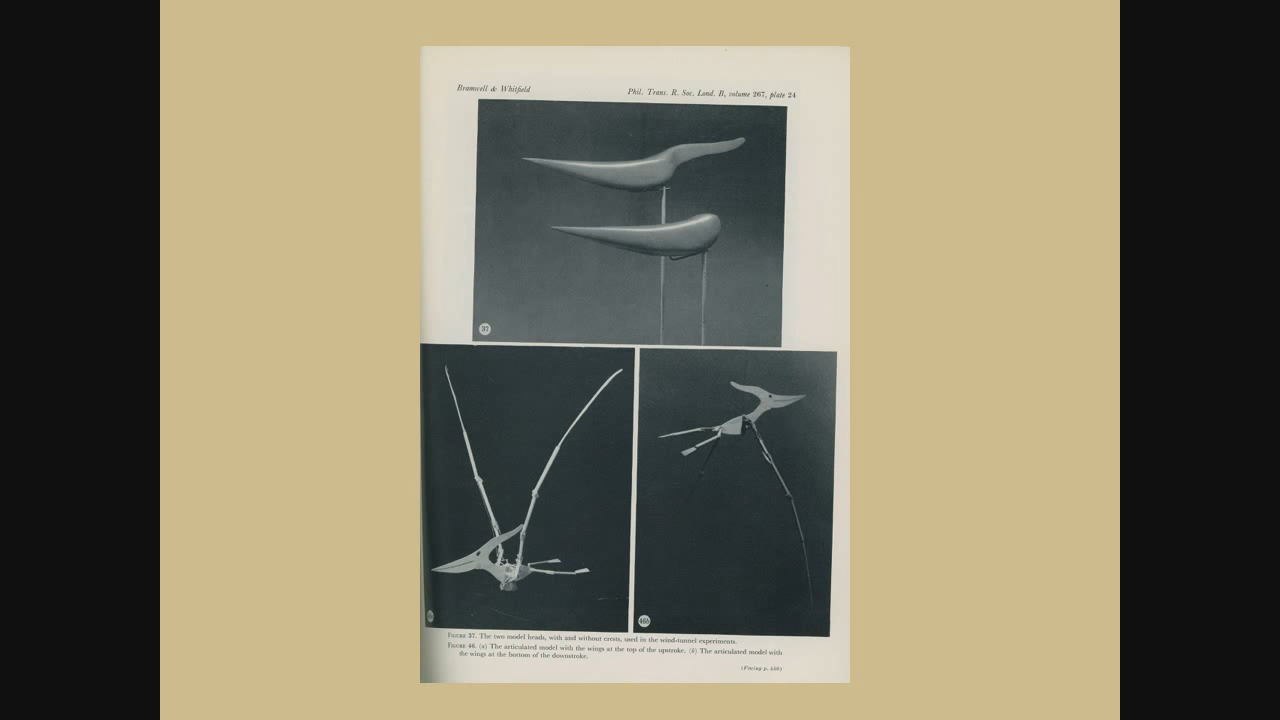 Bramwell & Whitfield
Phil. Trans. R. Soc. Lond. B, volume 267, plate 24
37
46b
FIGURE 37. The two model heads, with and without crests, used in the wind-tunnel experiments.
FIGURE 46. (a) The articulated model with the wings at the top of the upstroke. (b) The articulated model with
the wings at the bottom of the downstroke.
(Facing p.